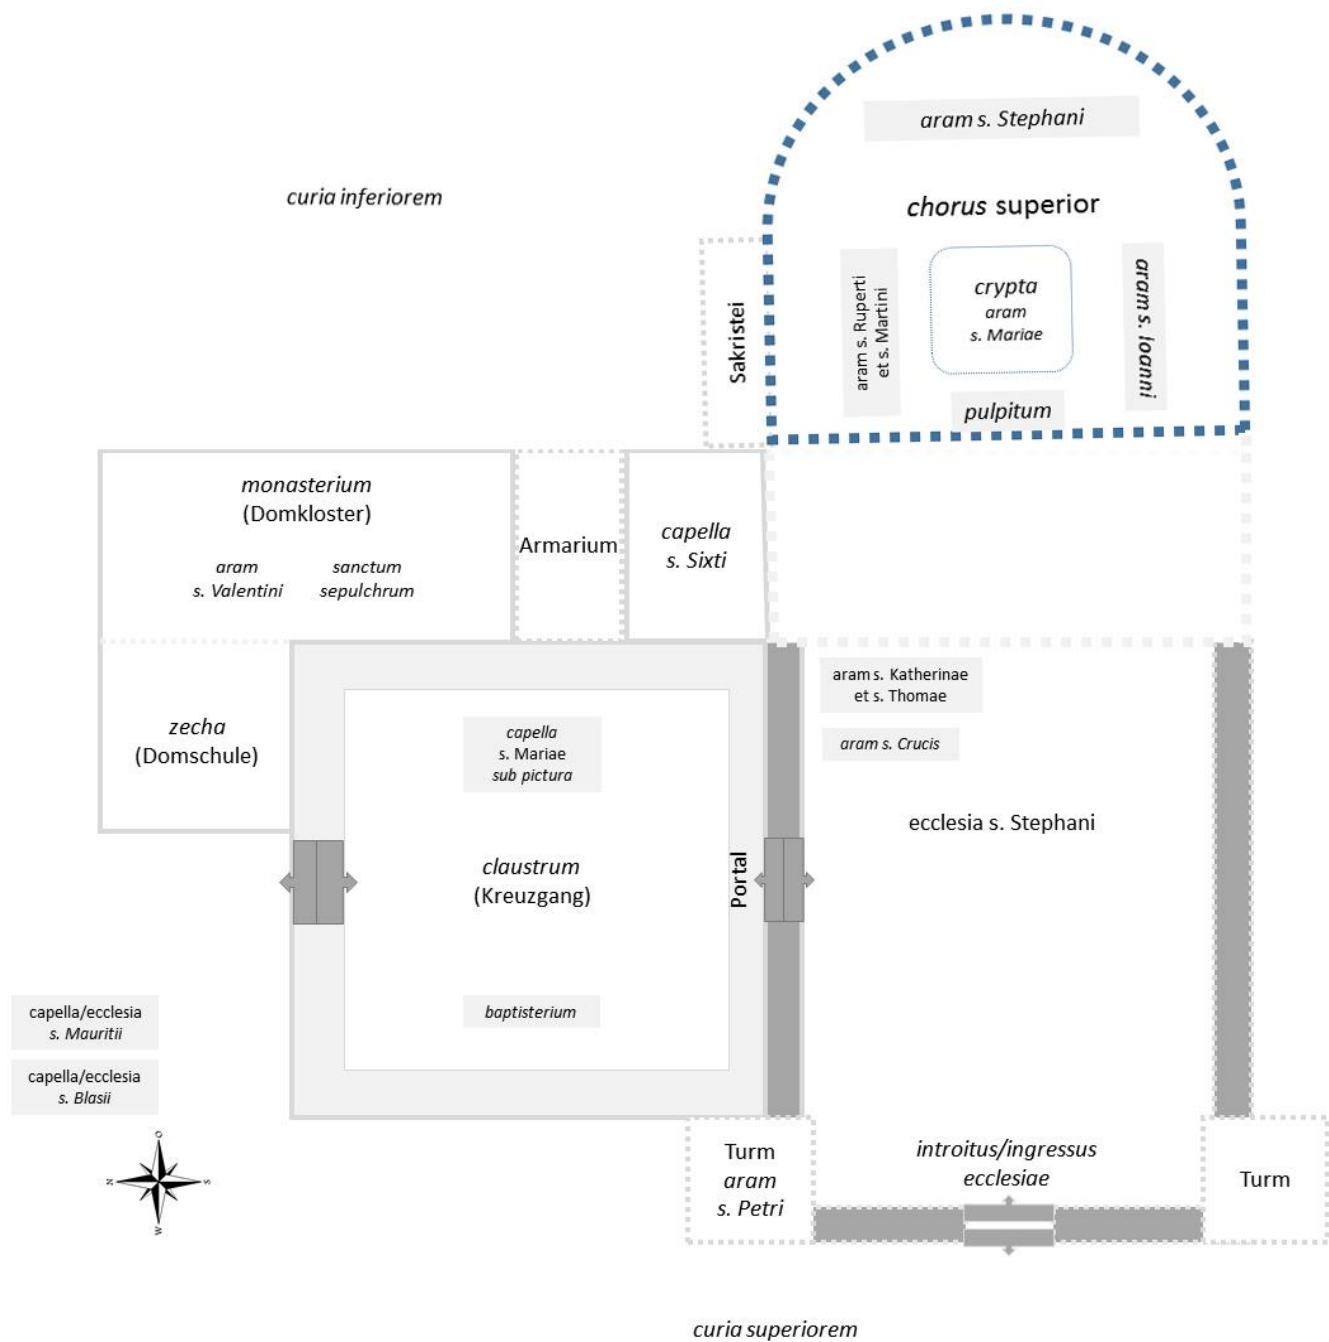 aram s. Stephani
curia inferiorem
chorus superior
Sakristei
aram s. Ruperti
et s. Martini
crypta
aram
s. Mariae
aram s. Ioanni
pulpitum
monasterium
(Domkloster)
aram
s. Valentini
sanctum
sepulchrum
Armarium
capella
s. Sixti
aram s. Katherinae
et s. Thomae
aram s. Crucis
zecha
(Domschule)
capella
s. Mariae
sub pictura
ecclesia s. Stephani
claustrum
(Kreuzgang)
Portal
baptisterium
capella/ecclesia
s. Mauritii
capella/ecclesia
s. Blasii
O
N
S
W
Turm
aram
s. Petri
introitus/ingressus
ecclesiae
Turm
curia superiorem